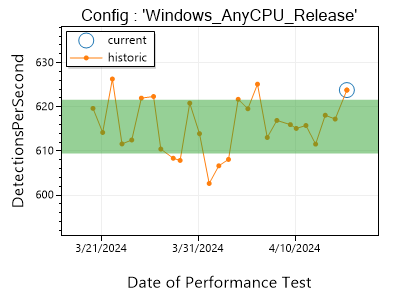 Config : 'Windows_AnyCPU_Release'
current
historic
DetectionsPerSecond
630
620
610
600
3/21/2024
3/31/2024
4/10/2024
Date of Performance Test